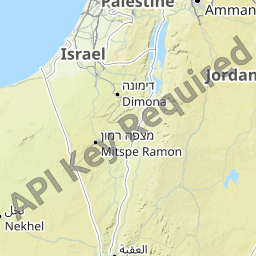 Palestine
Amman
Israel
Jordan
דימונה
Dimona
מצפה רמון
Mitspe Ramon
نخل
Nekhel
العقبة
API Key Required